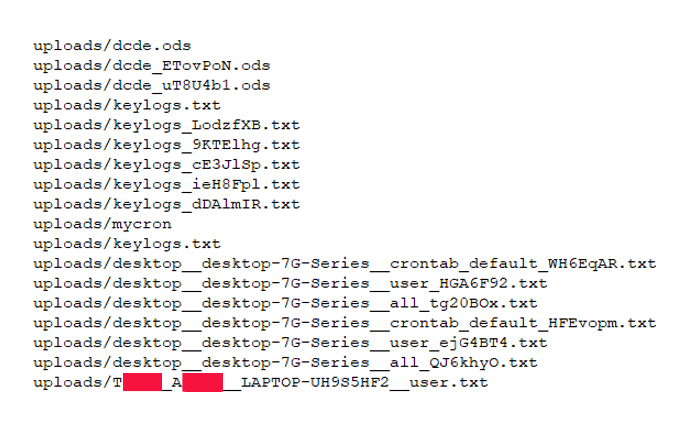 uploads/dcde.ods
uploads/dcde_ETovPoN.ods
uploads/dcde_uT8U4b1.ods
uploads/keylogs.txt
uploads/keylogs_LodzfXB.txt
uploads/keylogs_9KTElhg.txt
uploads/keylogs_cE3JlSp.txt
uploads/keylogs_ieH8Fpl.txt
uploads/keylogs_dDAlmIR.txt
uploads/mycron
uploads/keylogs.txt
uploads/desktop__desktop-7G-Series__crontab_default_WH6EqAR.txt
uploads/desktop__desktop-7G-Series__user_HGA6F92.txt
uploads/desktop__desktop-7G-Series__all_tg20BOx.txt
uploads/desktop__desktop-7G-Series__crontab_default_HFEvopm.txt
uploads/desktop__desktop-7G-Series__user_ejG4BT4.txt
uploads/desktop__desktop-7G-Series__all_QJ6khyO.txt
uploads/T _A __LAPTOP-UH9S5HF2__user.txt